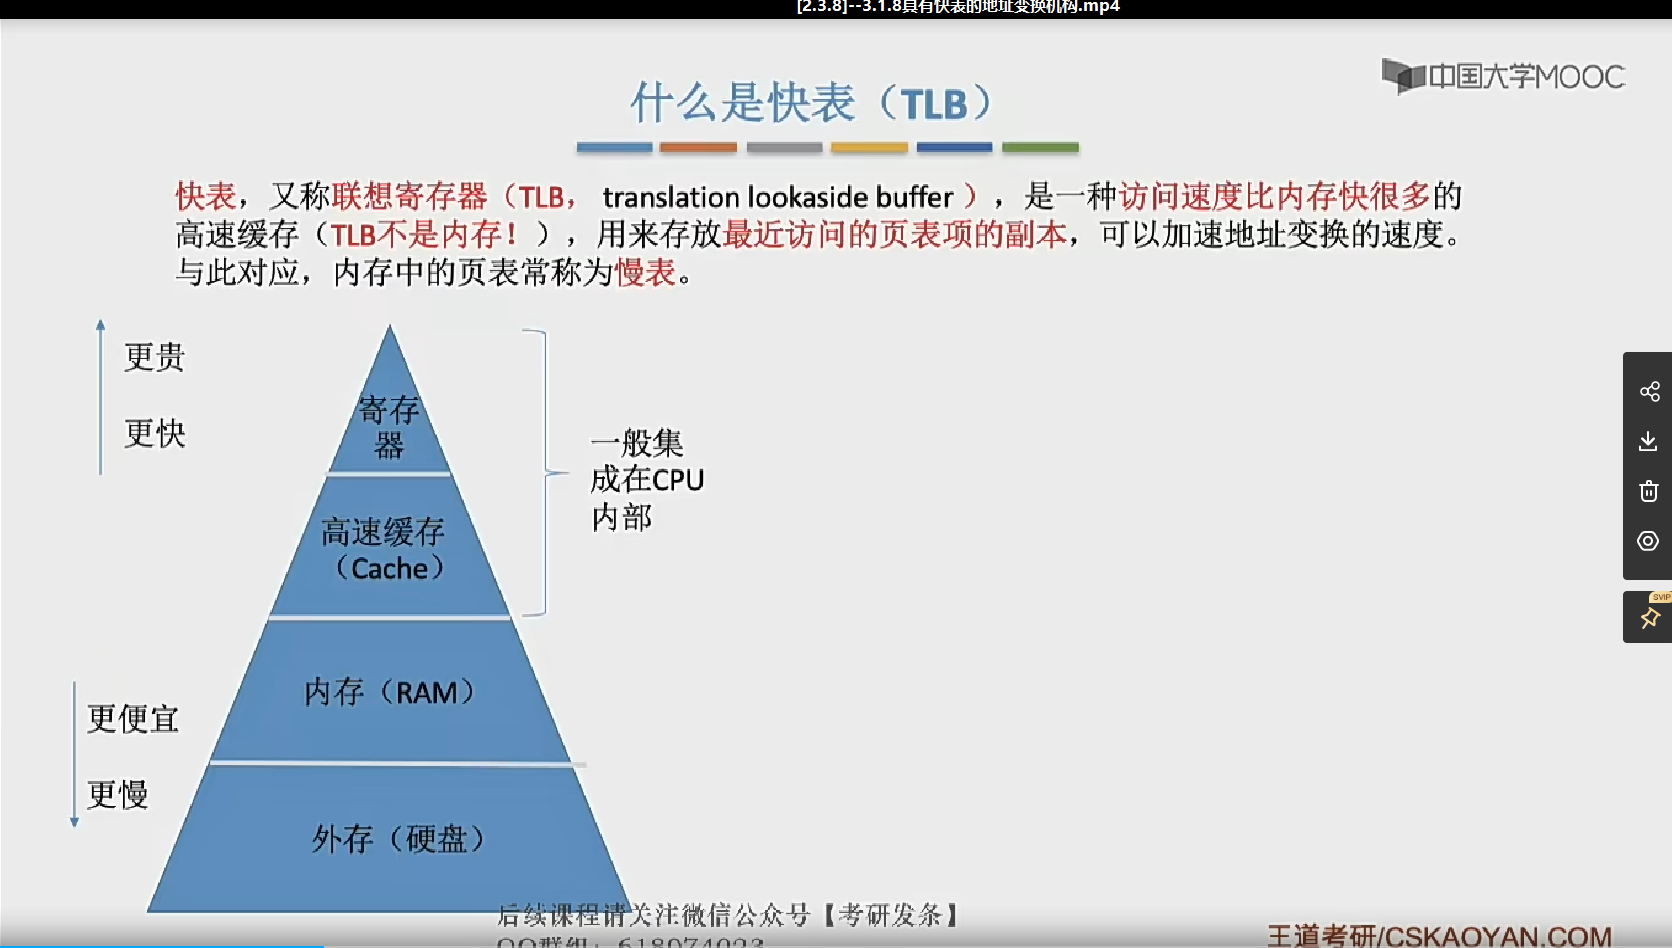 [2.3.8]--3.1.8具有快表的地址变换机构.mp4
中国大学MOOC
什么是快表（TLB）
快表，又称联想寄存器（TLB， translation lookaside buffer ），是一种访问速度比内存快很多的
高速缓存（TLB不是内存！），用来存放最近访问的页表项的副本，可以加速地址变换的速度。
与此对应，内存中的页表常称为慢表。
更贵
更快
寄存
器
高速缓存
（Cache）
一般集
成在CPU
内部
内存（RAM）
更便宜
更慢
外存（硬盘）
SVIP
后续课程请关注微信公众号【考研发条】
QQ群组：618074023
王道考研/CSKAOYAN.COM